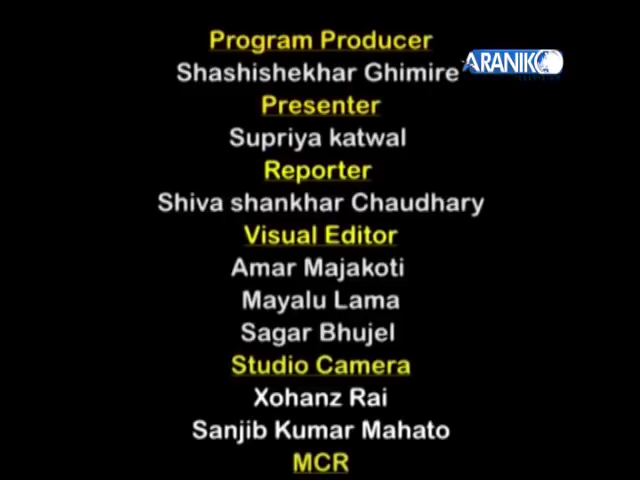 Program Producer
Shashishekhar Ghimire
ARANIKO
Presenter
Supriya katwal
Reporter
Shiva shankhar Chaudhary
Visual Editor
Amar Majakoti
Mayalu Lama
Sagar Bhujel
Studio Camera
Xohanz Rai
Sanjib Kumar Mahato
MCR